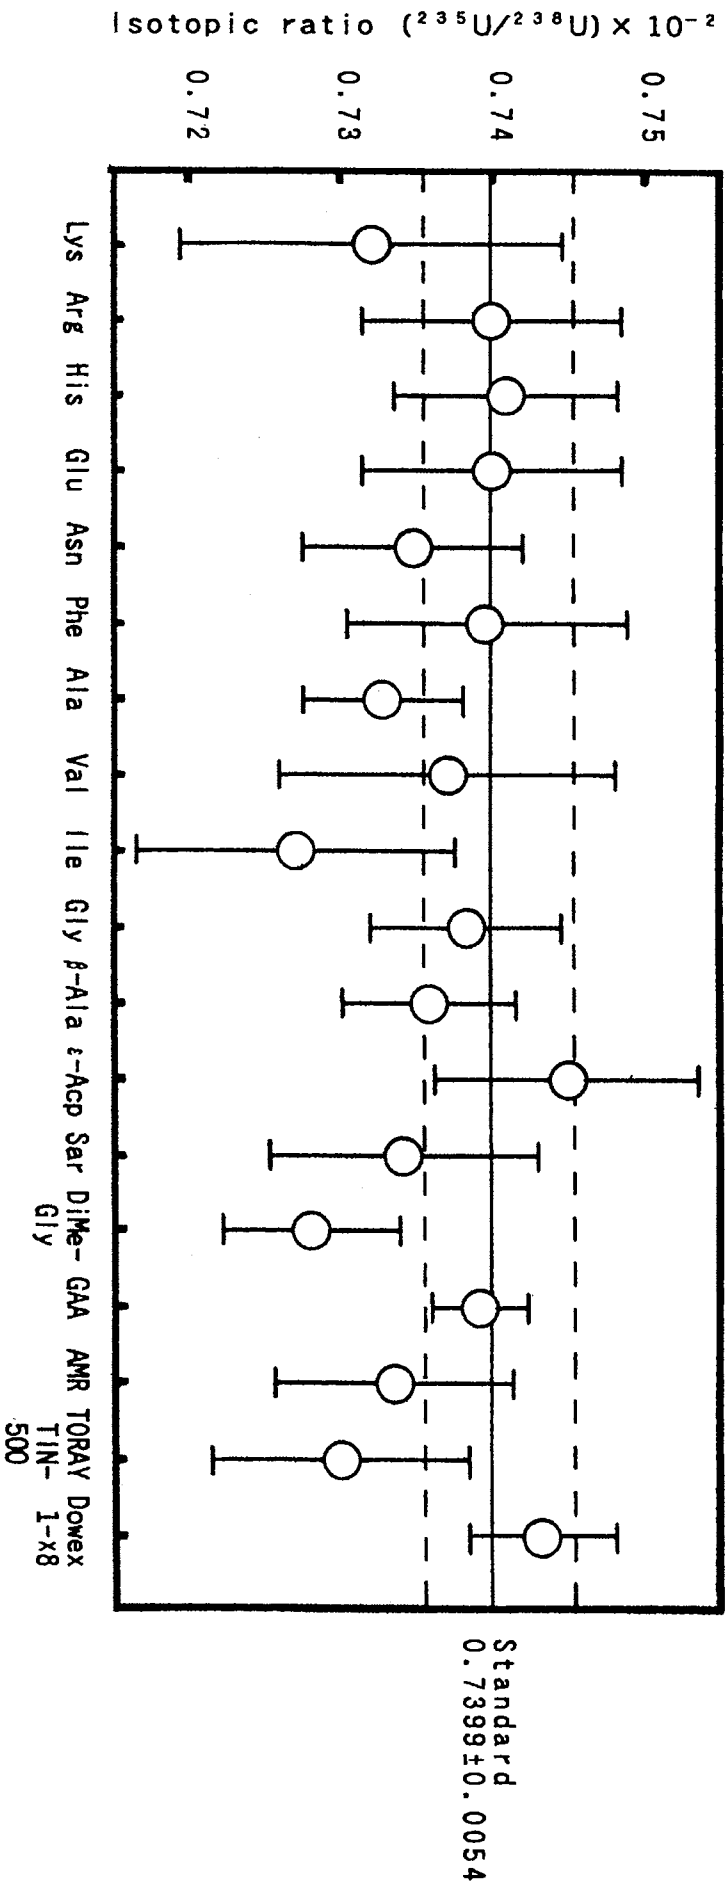 Isotopic ratio (²³⁵U/²³⁸U) × 10⁻²
0.75
0.74
0.73
0.72
Lys Arg His Glu Asn Phe Ala Val Ile Gly β-Ala ε-Acp Sar DiMe- GAA AMR TORAY Dowex
Gly TIN- 1-X8
500
Standard
0.7399±0.0054